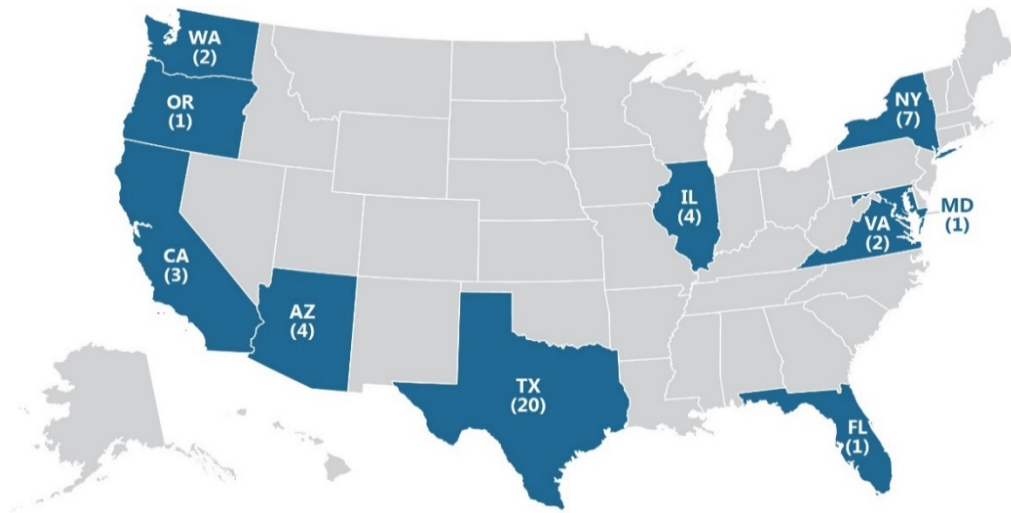 WA
(2)
OR
(1)
CA
(3)
AZ
(4)
TX
(20)
IL
(4)
NY
(7)
MD
(1)
VA
(2)
FL
(1)